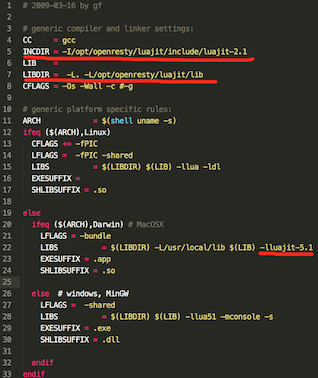 1 # 2009-03-16 by gf
2
3 # generic compiler and linker settings:
4 CC = gcc
5 INCDIR = -I/opt/openresty/luajit/include/luajit-2.1
6 LIB =
7 LIBDIR = -L. -L/opt/openresty/luajit/lib
8 CFLAGS = -Os -Wall -c #-g
9
10 # generic platform specific rules:
11 ARCH = $(shell uname -s)
12 ifeq ($(ARCH),Linux)
13 CFLAGS += -fPIC
14 LFLAGS = -fPIC -shared
15 LIBS = $(LIBDIR) $(LIB) -llua -ldl
16 EXESUFFIX =
17 SHLIBSUFFIX = .so
18
19 else
20 ifeq ($(ARCH),Darwin) # MacOSX
21 LFLAGS = -bundle
22 LIBS = $(LIBDIR) -L/usr/local/lib $(LIB) -lluajit-5.1
23 EXESUFFIX = .app
24 SHLIBSUFFIX = .so
25
26 else # windows, MinGW
27 LFLAGS = -shared
28 LIBS = $(LIBDIR) $(LIB) -llua51 -mconsole -s
29 EXESUFFIX = .exe
30 SHLIBSUFFIX = .dll
31
32 endif
33 endif